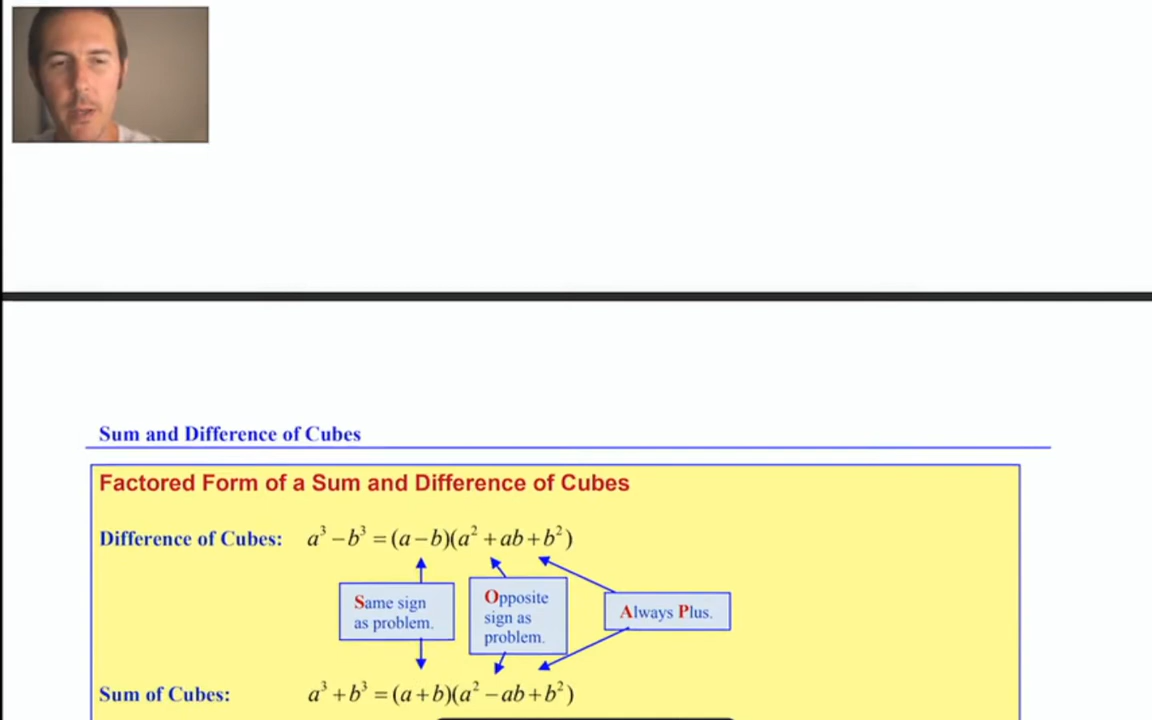 Sum and Difference of Cubes
Factored Form of a Sum and Difference of Cubes
Difference of Cubes: a³ − b³ = (a − b)(a² + ab + b²)
Same sign
as problem.
Opposite
sign as
problem.
Always Plus.
Sum of Cubes: a³ + b³ = (a + b)(a² − ab + b²)